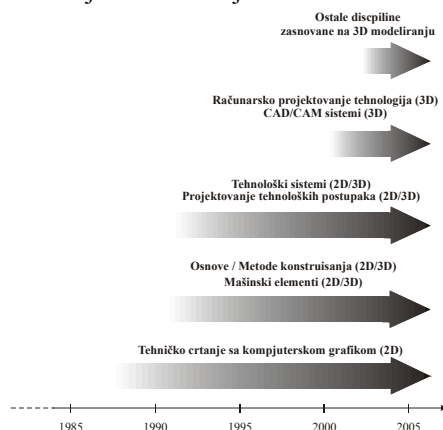 Ostale discpiline
zasnovane na 3D modeliranju
Računarsko projektovanje tehnologija (3D)
CAD/CAM sistemi (3D)
Tehnološki sistemi (2D/3D)
Projektovanje tehnoloških postupaka (2D/3D)
Osnove / Metode konstruisanja (2D/3D)
Mašinski elementi (2D/3D)
Tehničko crtanje sa kompjuterskom grafikom (2D)
1985 1990 1995 2000 2005